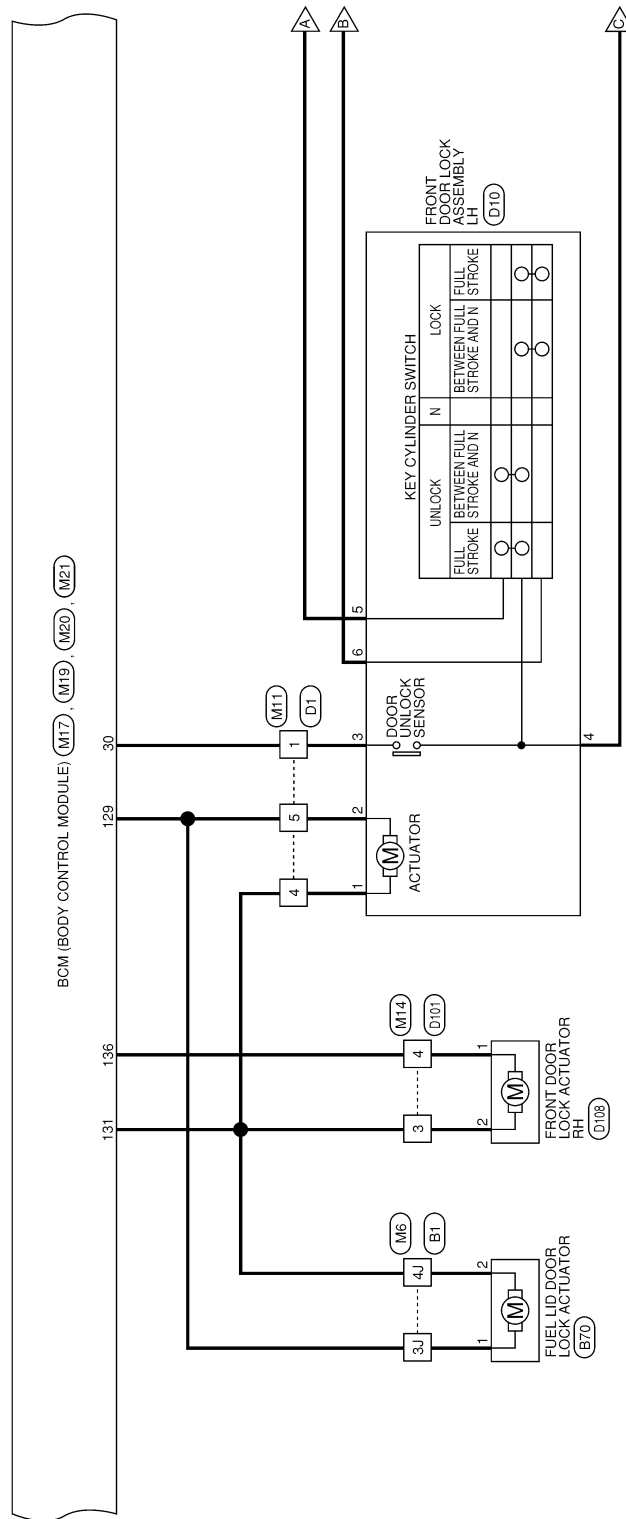 A
B
C
FRONT
DOOR LOCK
ASSEMBLY
LH
D10
KEY CYLINDER SWITCH
UNLOCK
N
LOCK
FULL
STROKE
BETWEEN FULL
STROKE AND N
BETWEEN FULL
STROKE AND N
FULL
STROKE
BCM (BODY CONTROL MODULE) M17 , M19 , M20 , M21
131
136
129
30
M11
D1
4
5
1
5
6
1
2
3
4
M
ACTUATOR
DOOR
UNLOCK
SENSOR
M14
D101
3
4
2
1
M
FRONT DOOR
LOCK ACTUATOR
RH
D108
M6
B1
3J
4J
1
2
M
FUEL LID DOOR
LOCK ACTUATOR
B70